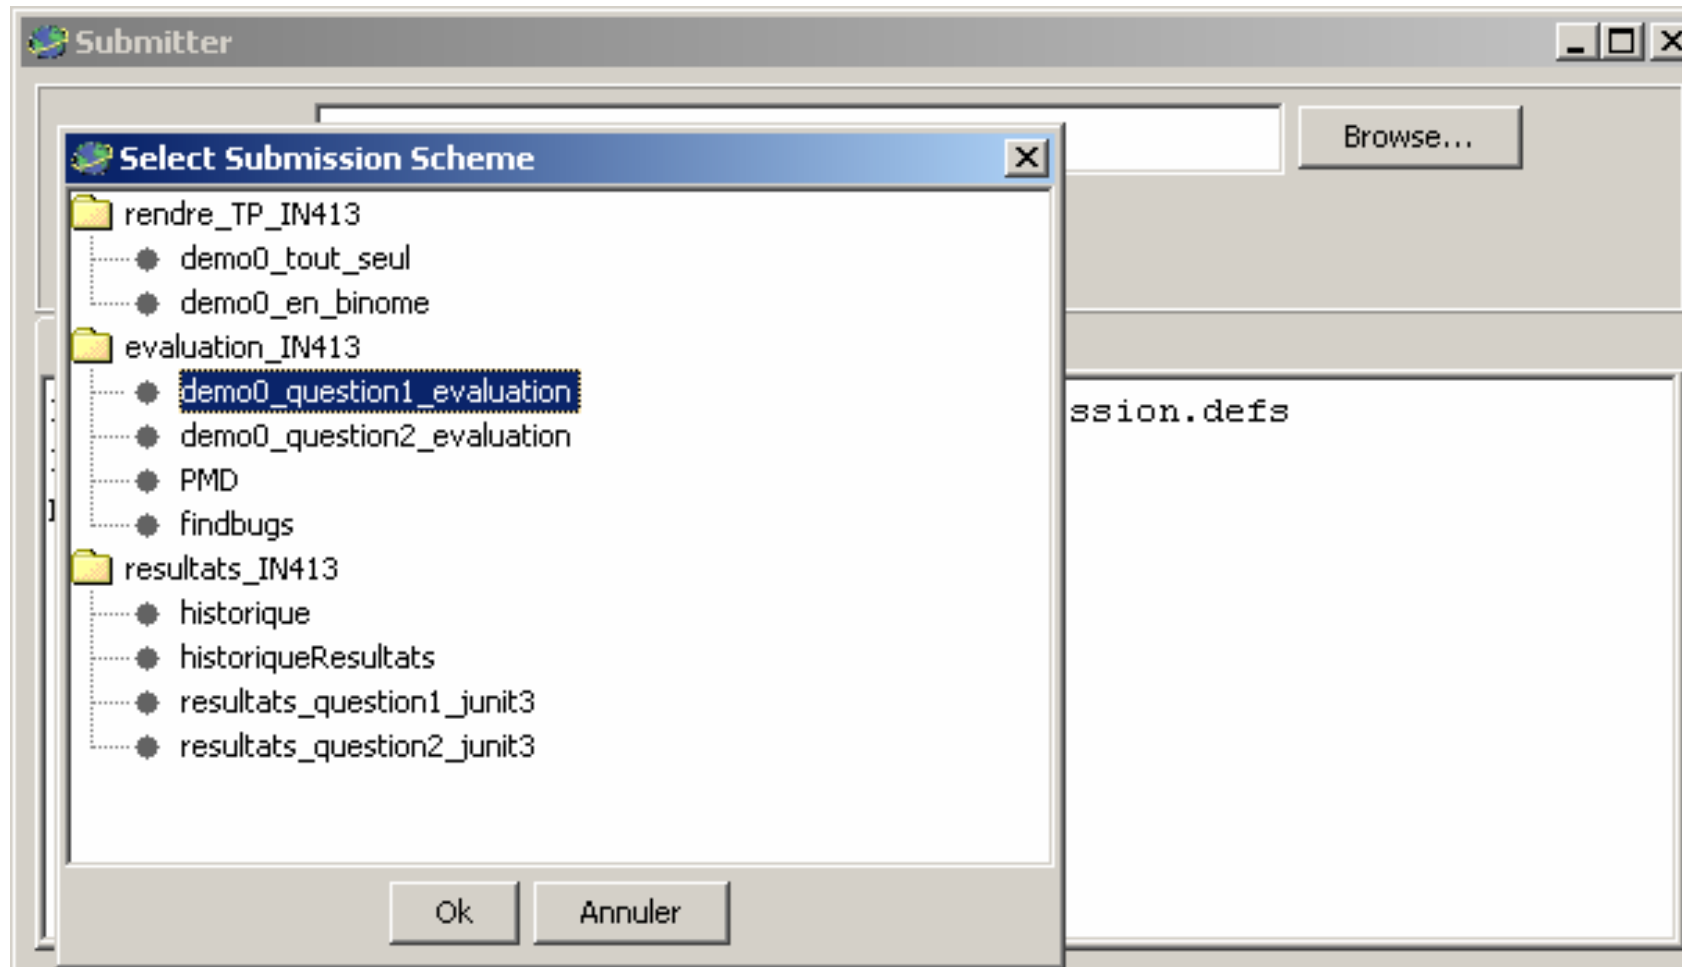 Submitter
Browse...
Select Submission Scheme
rendre_TP_IN413
demo0_tout_seul
demo0_en_binome
evaluation_IN413
demo0_question1_evaluation
demo0_question2_evaluation
ssion.defs
PMD
findbugs
resultats_IN413
historique
historiqueResultats
resultats_question1_junit3
resultats_question2_junit3
Ok Annuler